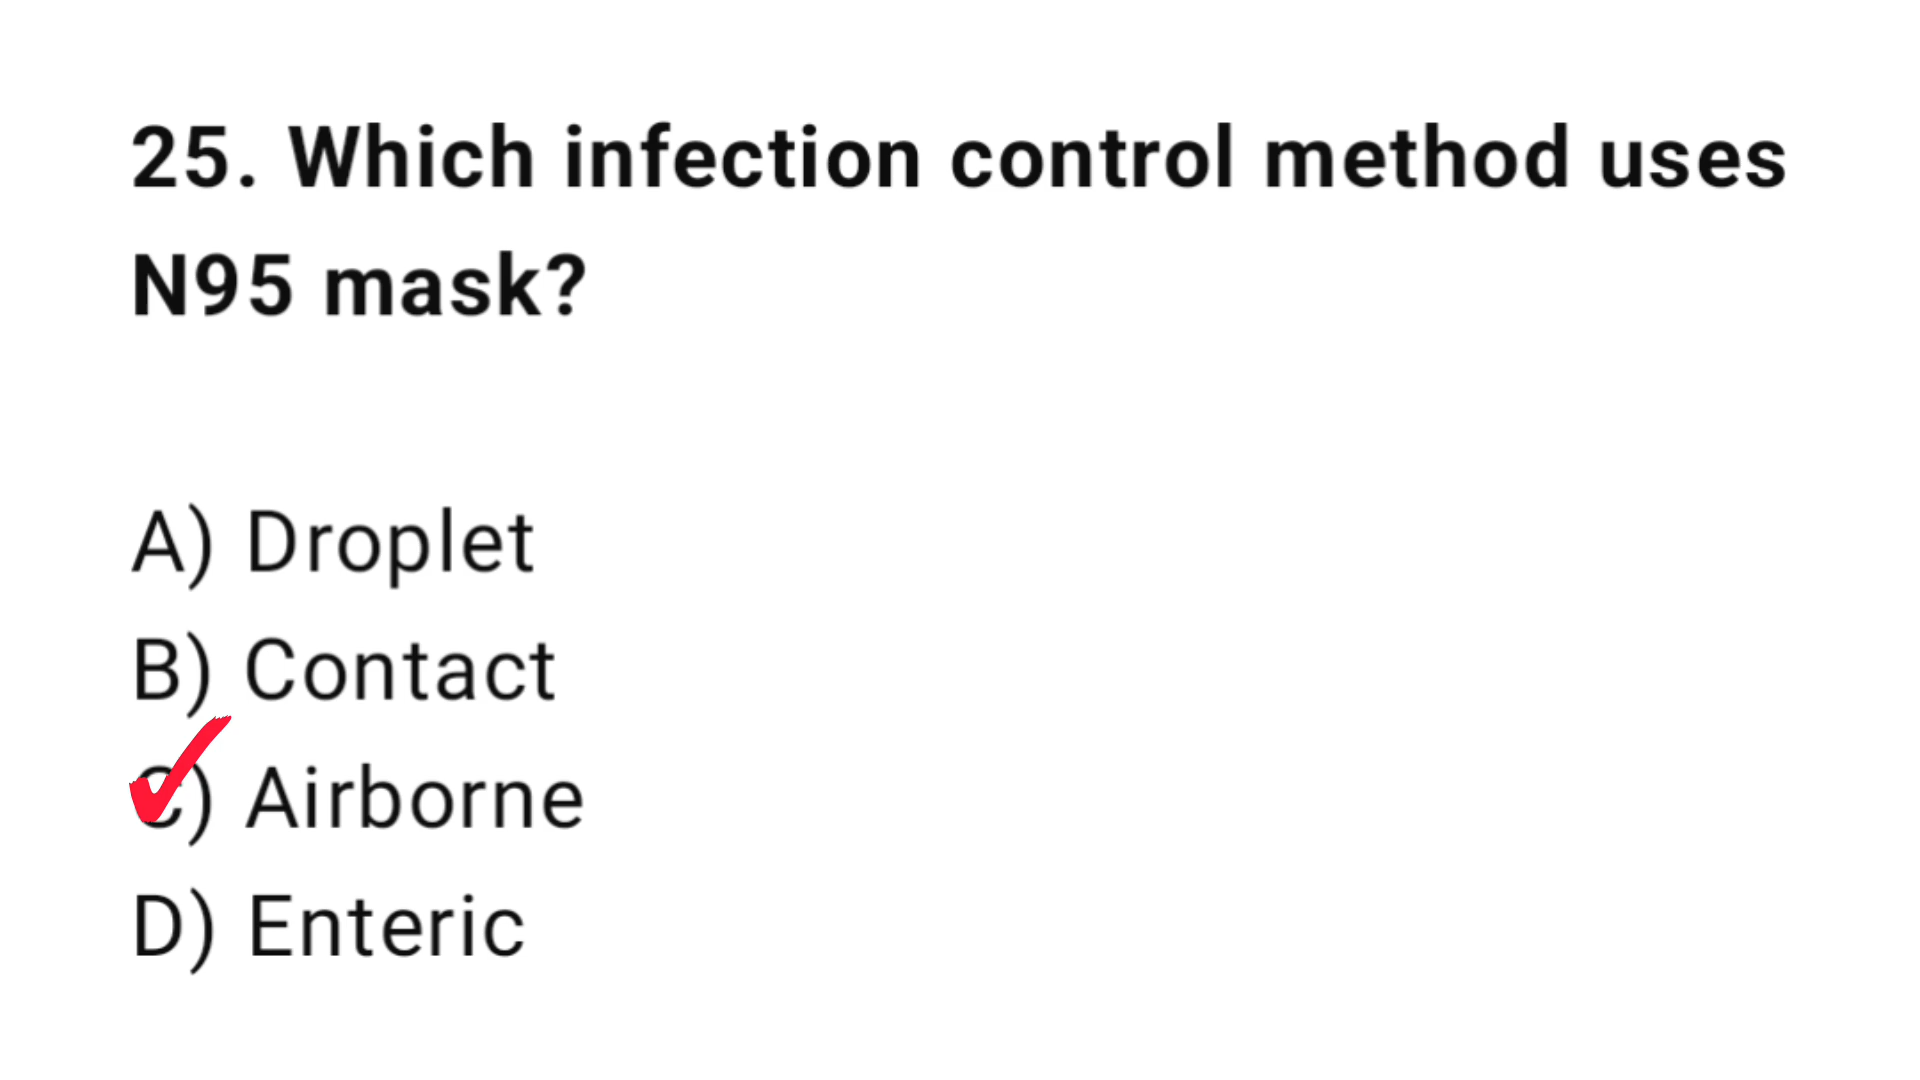 25. Which infection control method uses
N95 mask?
A) Droplet
B) Contact
C) Airborne
D) Enteric